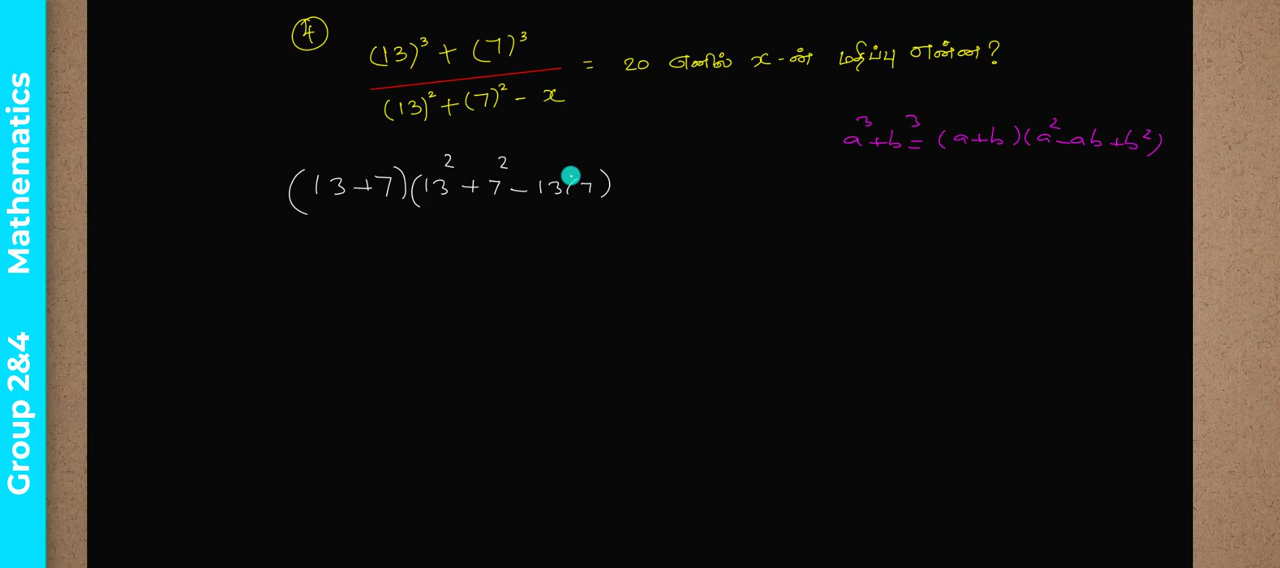 4
(13)³ + (7)³
(13)² + (7)² - x
= 20 எனில் x-ன் மதிப்பு என்ன?
a³+b³= (a+b)(a²-ab+b²)
(13+7)(13²+7²-13(7)
Group 2&4 Mathematics